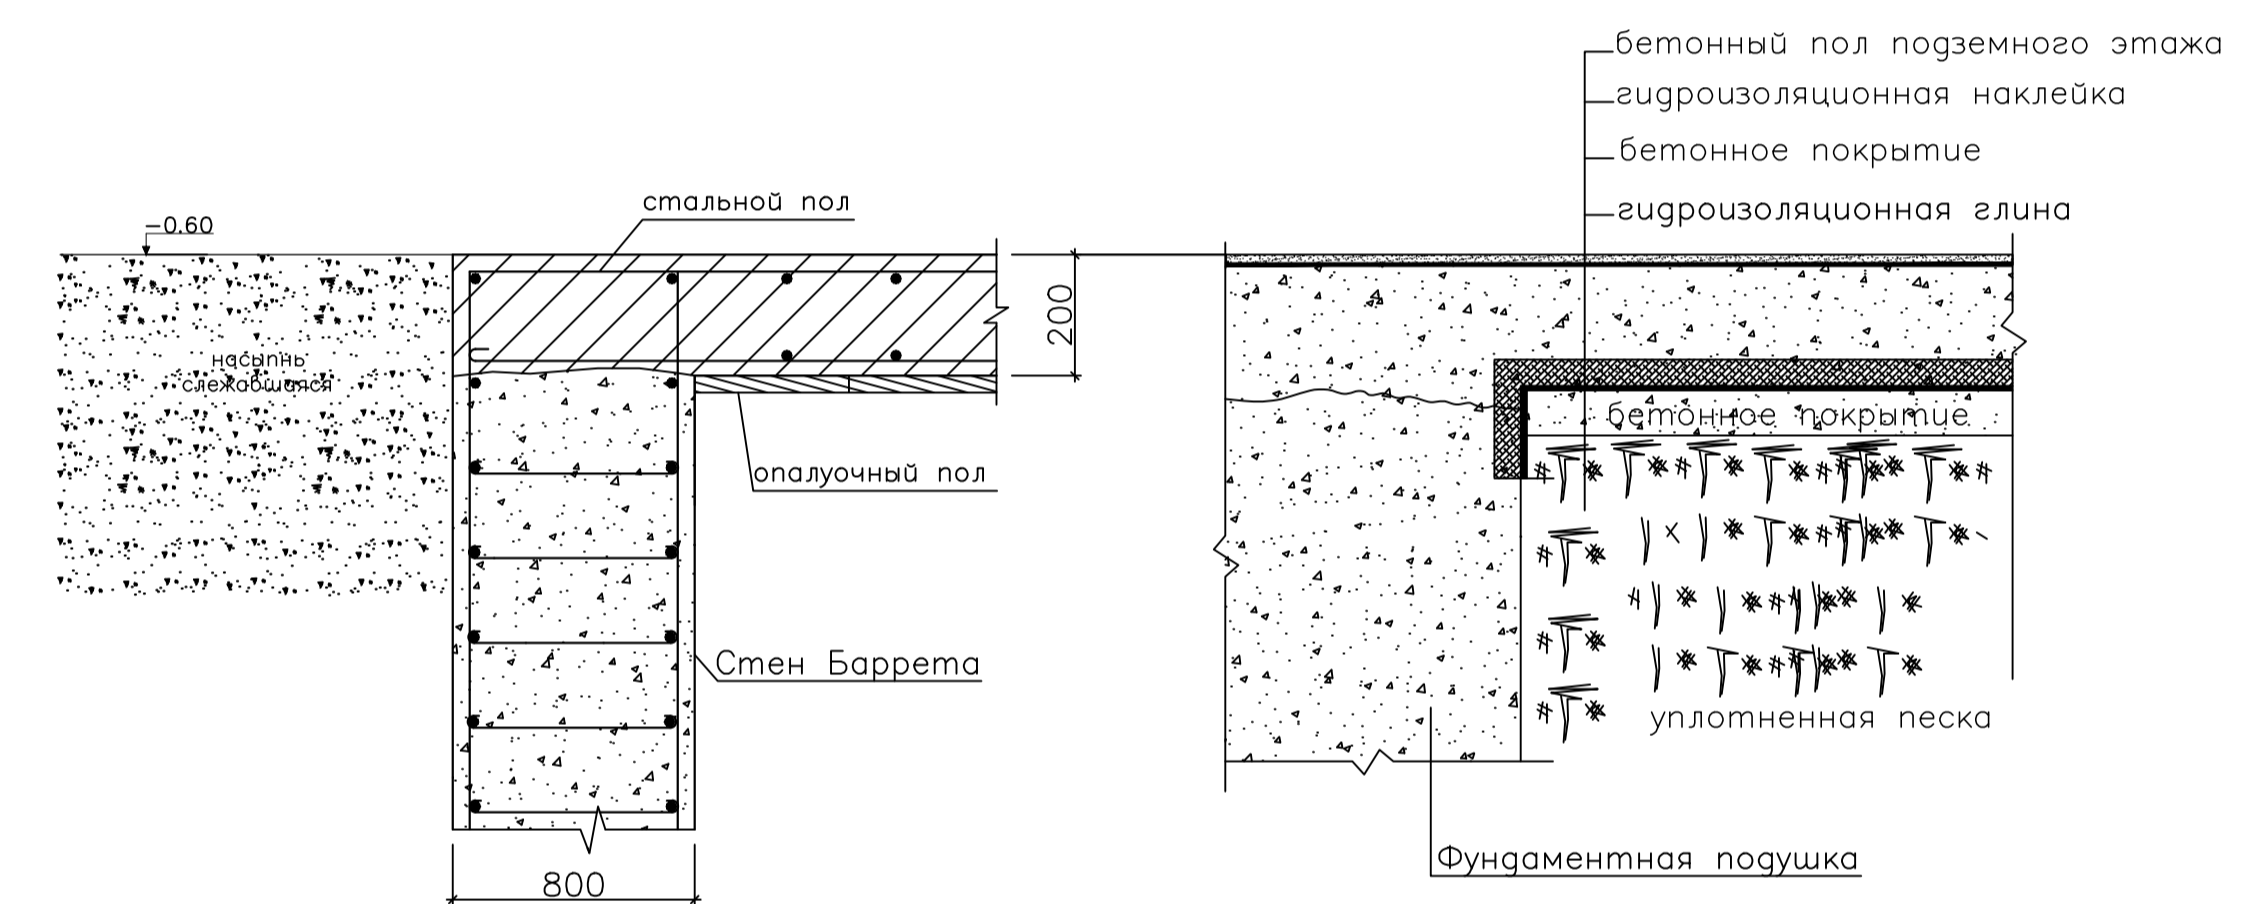 бетонный пол подземного этажа
гидроизоляционная наклейка
бетонное покрытие
гидроизоляционная глина
стальной пол
-0.60
200
насыпнь
слежавшаяся
бетонное покрытие
опалуочный пол
Стен Баррета
уплотненная песка
Фундаментная подушка
800